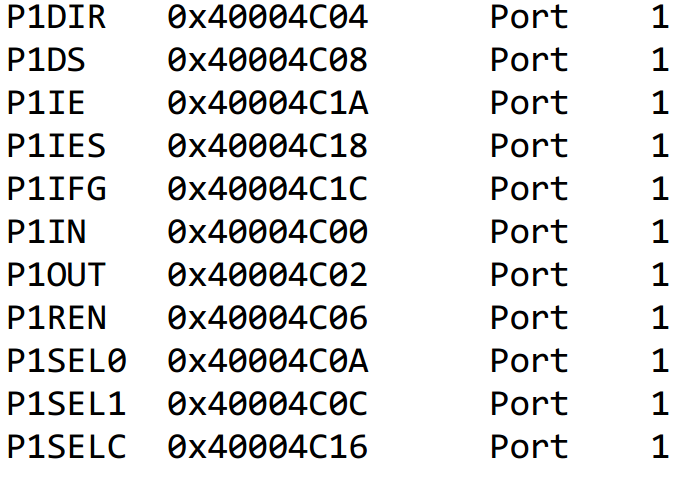 P1DIR 0x40004C04 Port 1
P1DS 0x40004C08 Port 1
P1IE 0x40004C1A Port 1
P1IES 0x40004C18 Port 1
P1IFG 0x40004C1C Port 1
P1IN 0x40004C00 Port 1
P1OUT 0x40004C02 Port 1
P1REN 0x40004C06 Port 1
P1SEL0 0x40004C0A Port 1
P1SEL1 0x40004C0C Port 1
P1SELC 0x40004C16 Port 1